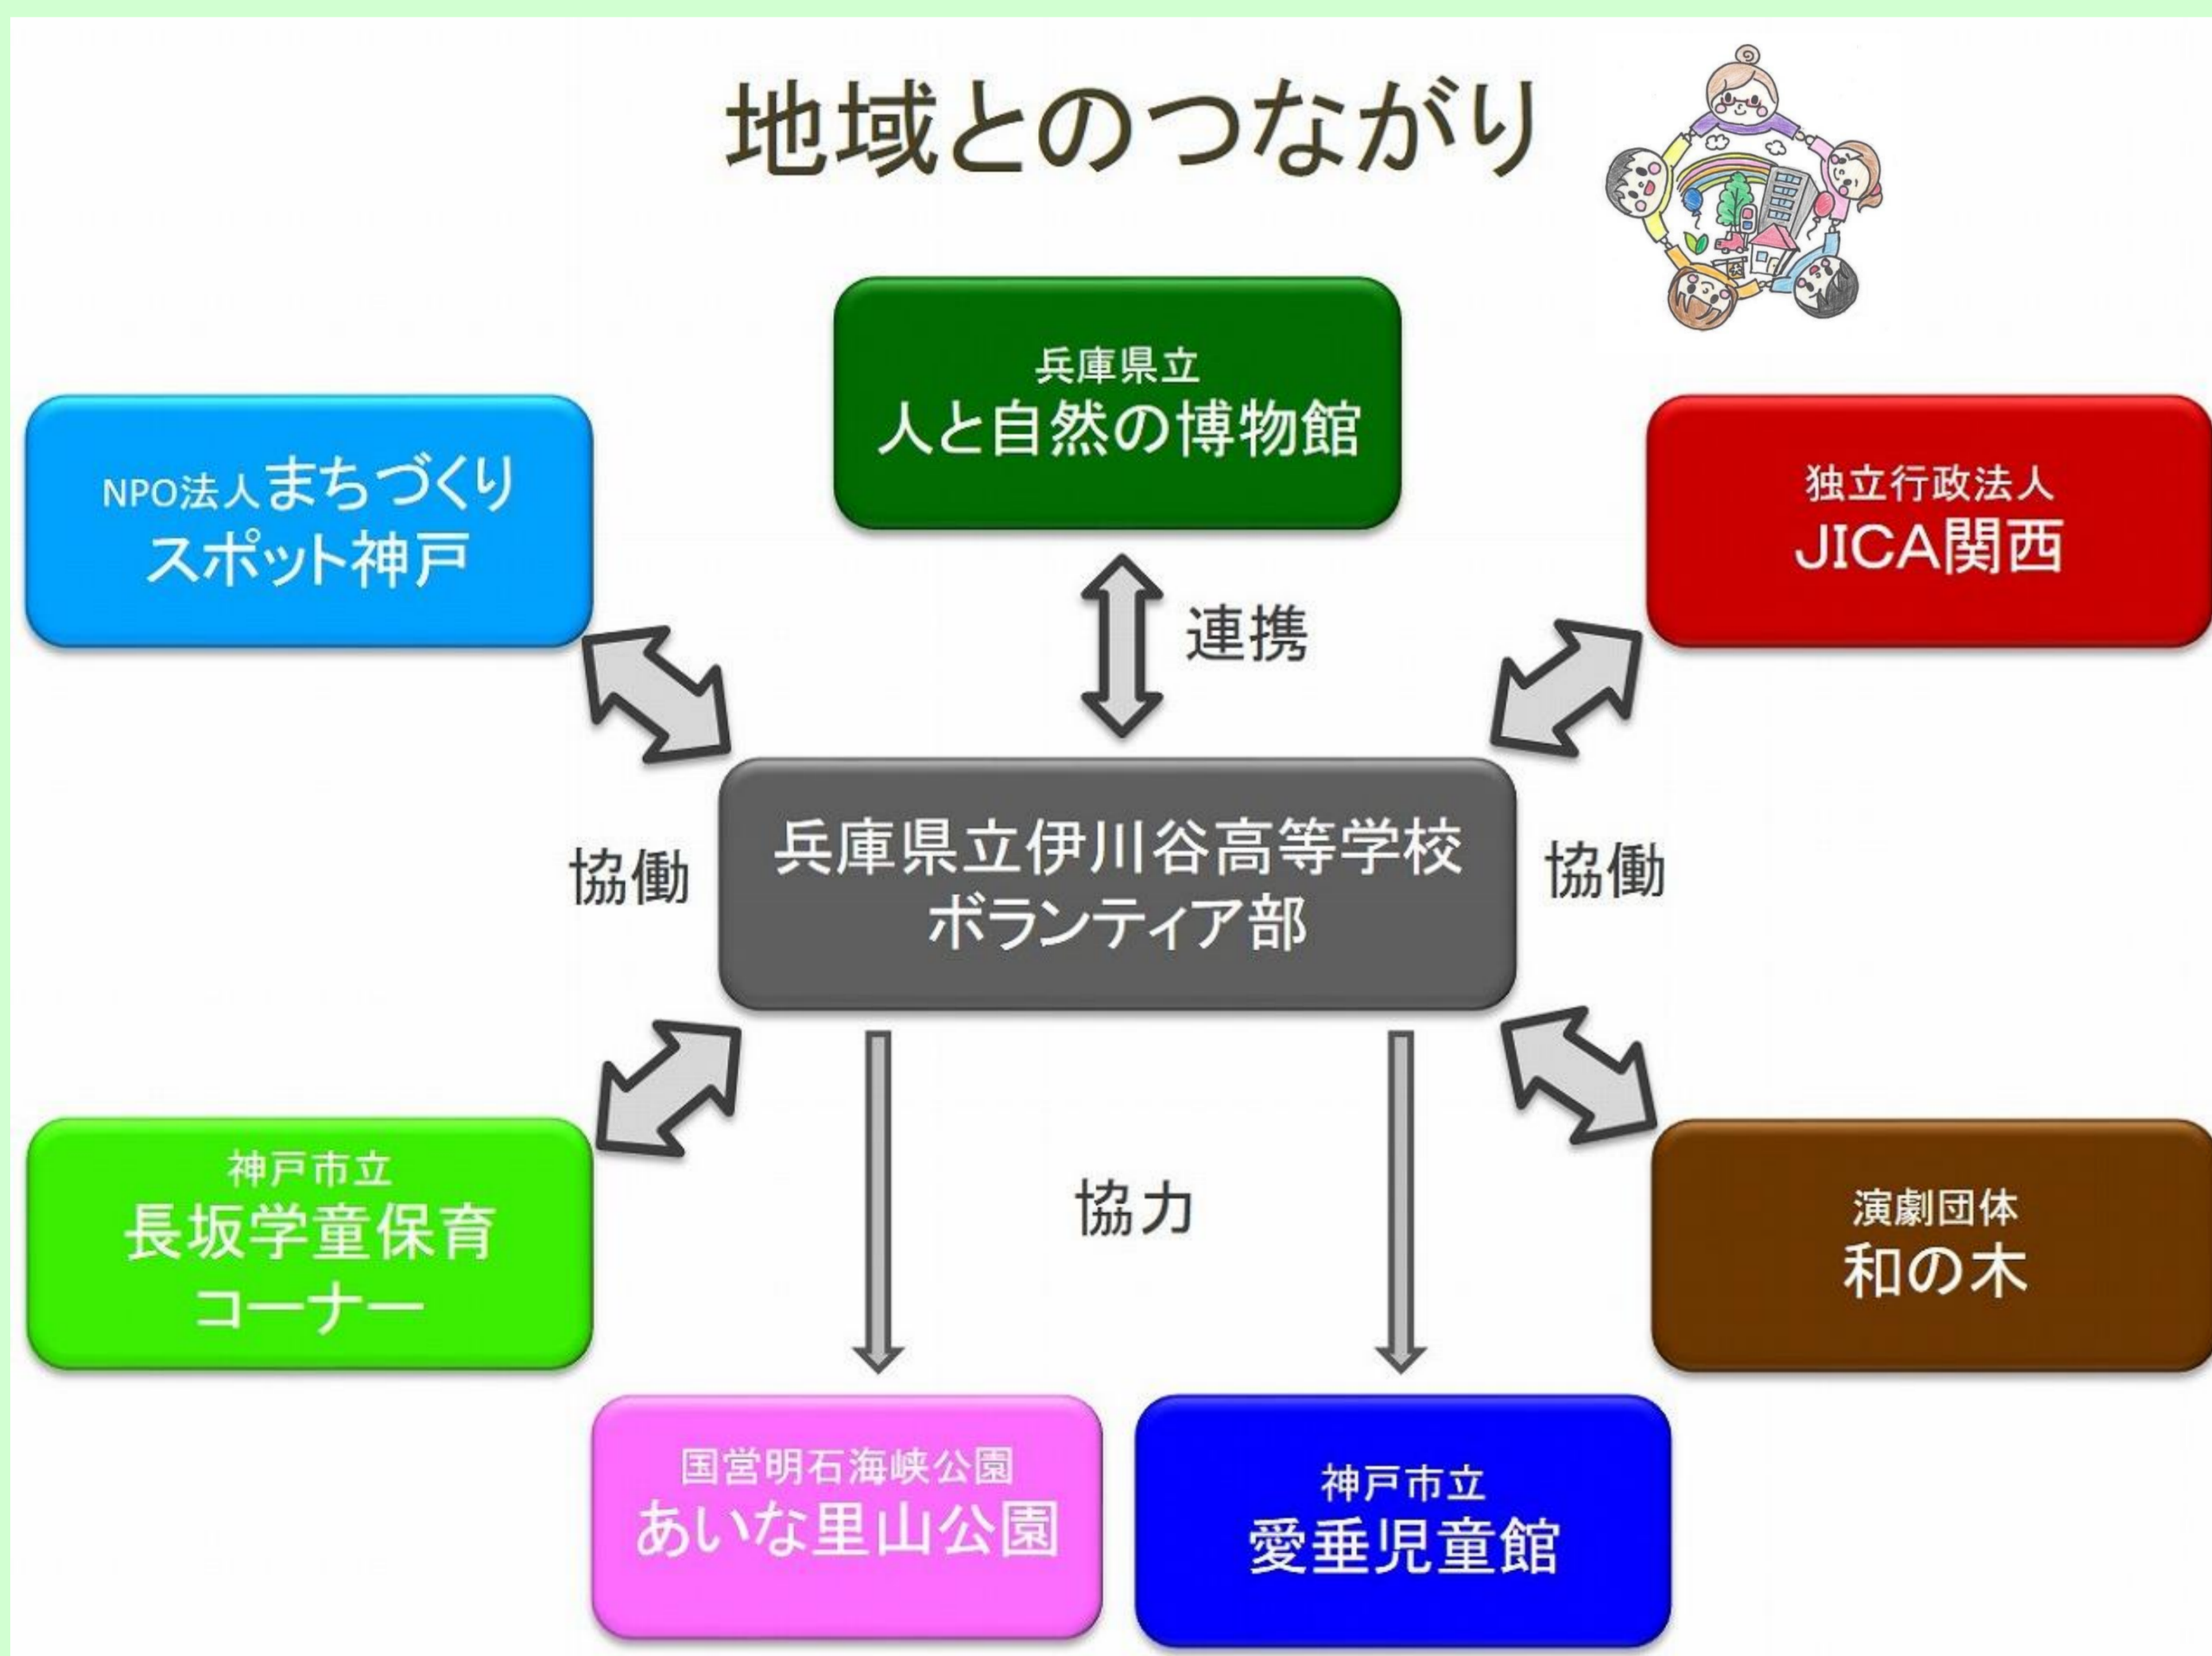 地域とのつながり
兵庫県立
人と自然の博物館
NPO法人まちづくり
スポット神戸
独立行政法人
JICA関西
連携
兵庫県立伊川谷高等学校
ボランティア部
協働
協働
神戸市立
長坂学童保育
コーナー
協力
演劇団体
和の木
国営明石海峡公園
あいな里山公園
神戸市立
愛垂児童館